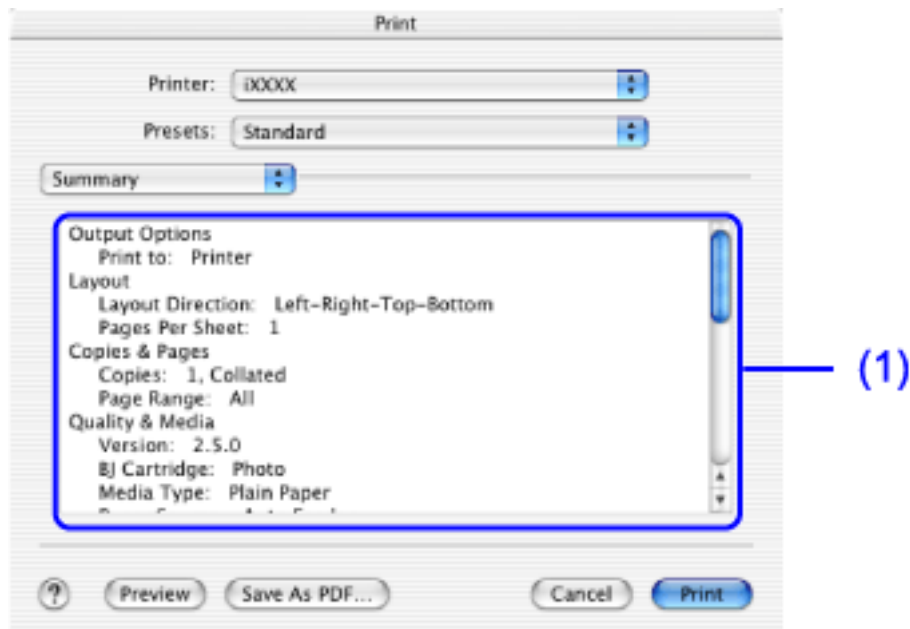 Print
Printer: iXXXX
Presets: Standard
Summary
Output Options
Print to: Printer
Layout
Layout Direction: Left-Right-Top-Bottom
Pages Per Sheet: 1
Copies & Pages
Copies: 1, Collated
Page Range: All
Quality & Media
Version: 2.5.0
BJ Cartridge: Photo
Media Type: Plain Paper
(1)
? Preview Save As PDF... Cancel Print